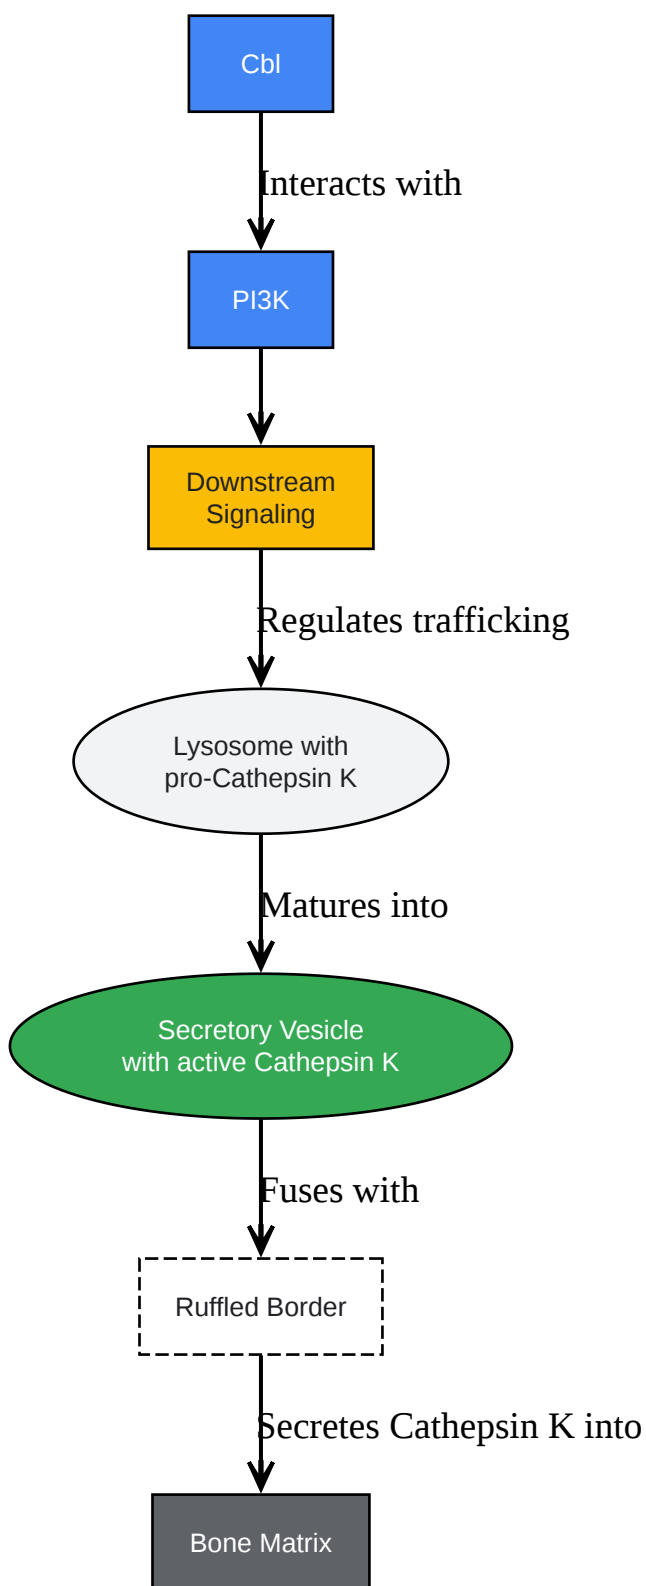 Cbl
Interacts with
PI3K
Downstream
Signaling
Regulates trafficking
Lysosome with
pro-Cathepsin K
Matures into
Secretory Vesicle
with active Cathepsin K
Fuses with
Ruffled Border
Secretes Cathepsin K into
Bone Matrix